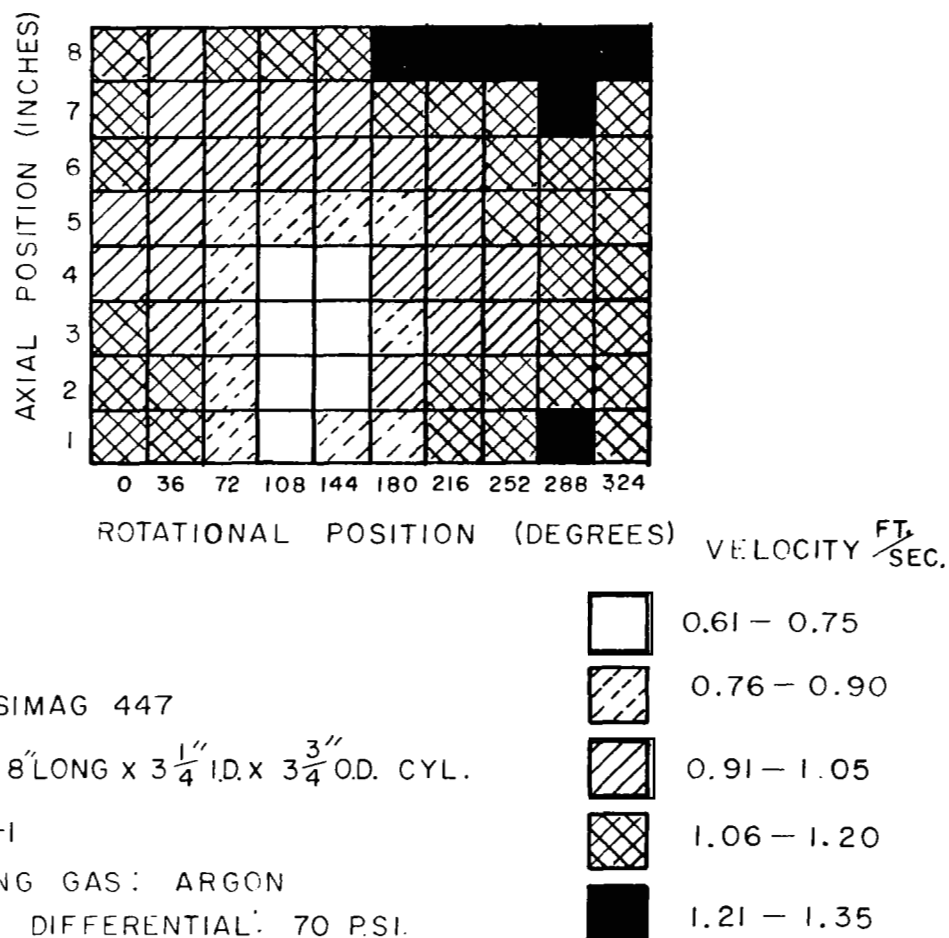 AXIAL POSITION (INCHES)
8
7
6
5
4
3
2
1
0 36 72 108 144 180 216 252 288 324
ROTATIONAL POSITION (DEGREES)
VELOCITY FT./SEC.
0.61 – 0.75
0.76 – 0.90
0.91 – 1.05
1.06 – 1.20
1.21 – 1.35
SIMAG 447
8" LONG x 3 1/4" I.D. x 3 3/4" O.D. CYL.
-1
NG GAS: ARGON
DIFFERENTIAL: 70 P.SI.